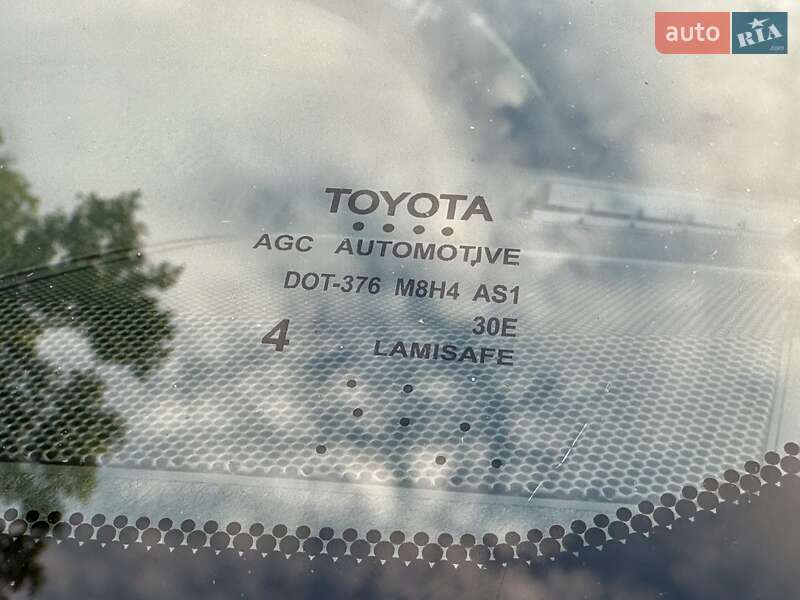 auto RIA.com
TOYOTA
AGC AUTOMOTIVE
DOT-376 M8H4 AS1
30E
4
LAMISAFE